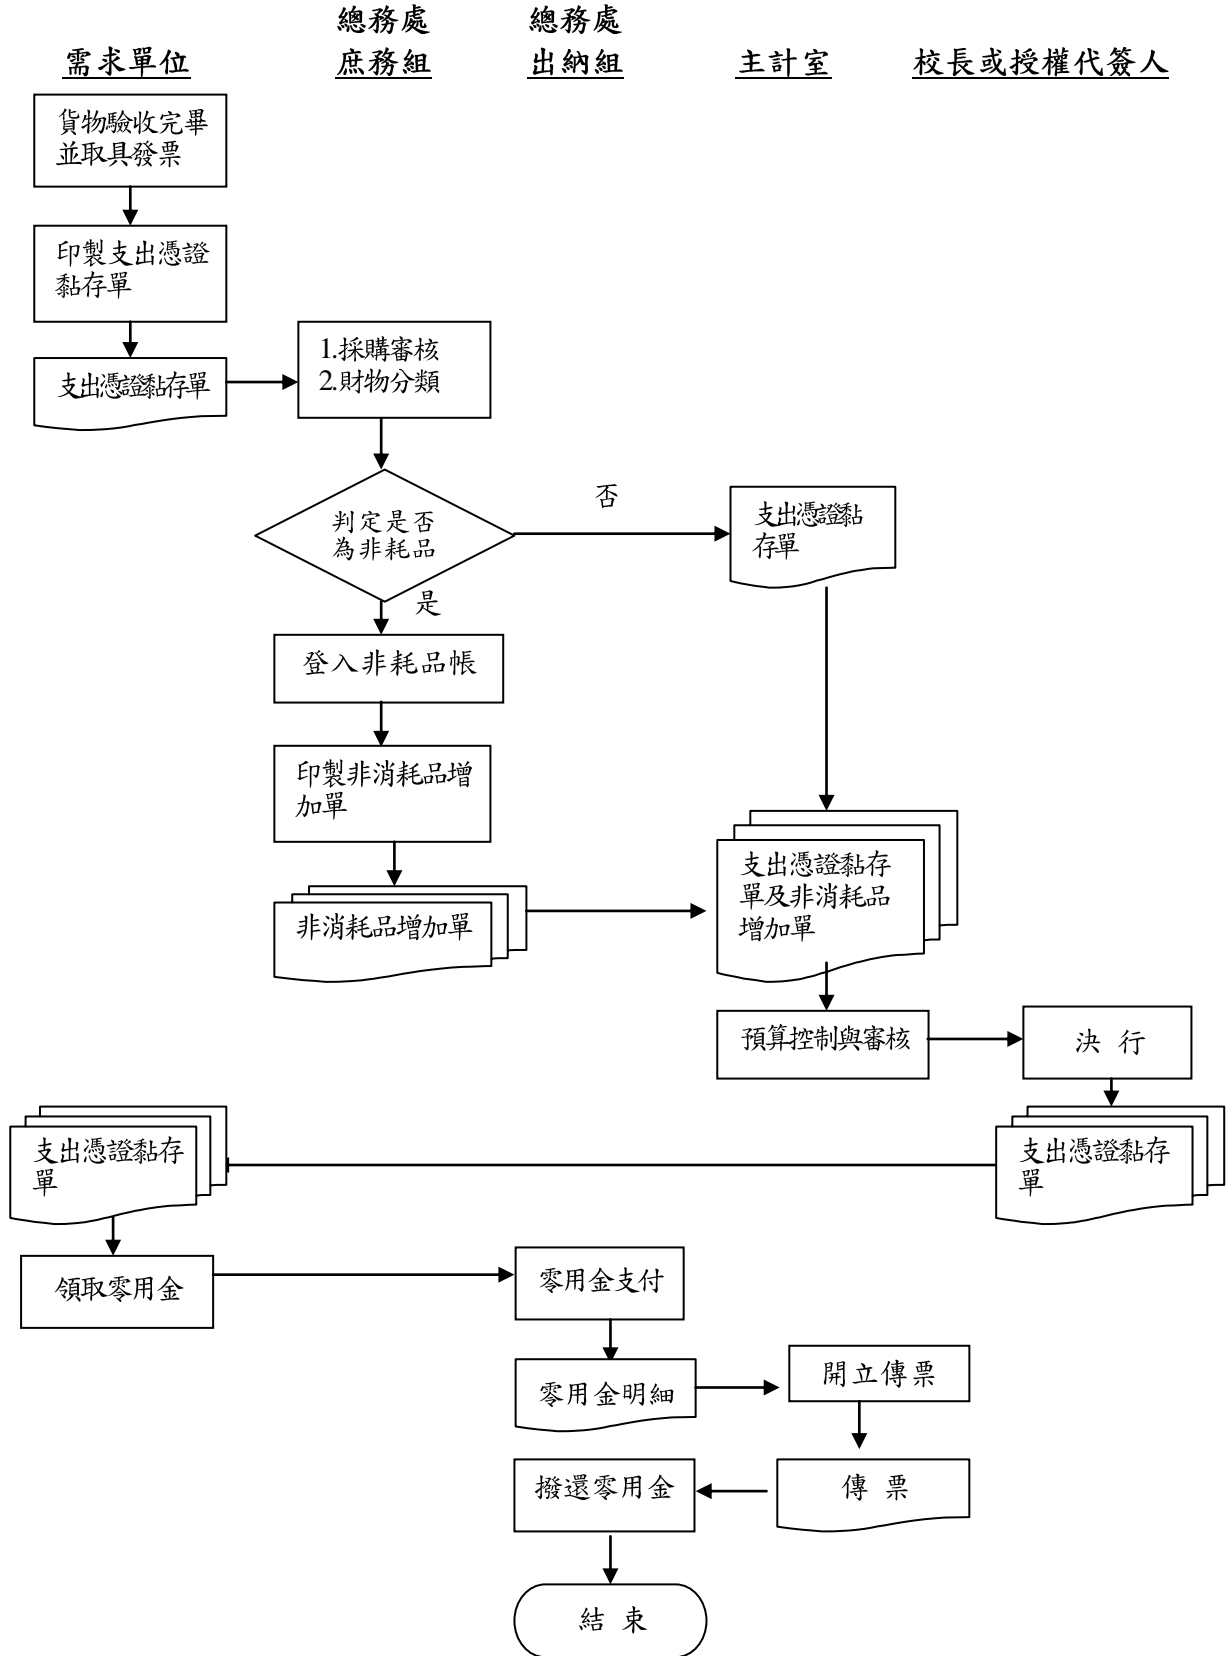 總務處
總務處
需求單位
庶務組
出納組
主計室
校長或授權代簽人
貨物驗收完畢
並取具發票
印製支出憑證
黏存單
支出憑證黏存單
1.採購審核
2.財物分類
判定是否
為非耗品
否
支出憑證黏
存單
是
登入非耗品帳
印製非消耗品增
加單
非消耗品增加單
支出憑證黏存
單及非消耗品
增加單
預算控制與審核
決 行
支出憑證黏存
單
支出憑證黏存
單
領取零用金
零用金支付
零用金明細
開立傳票
傳 票
撥還零用金
結 束